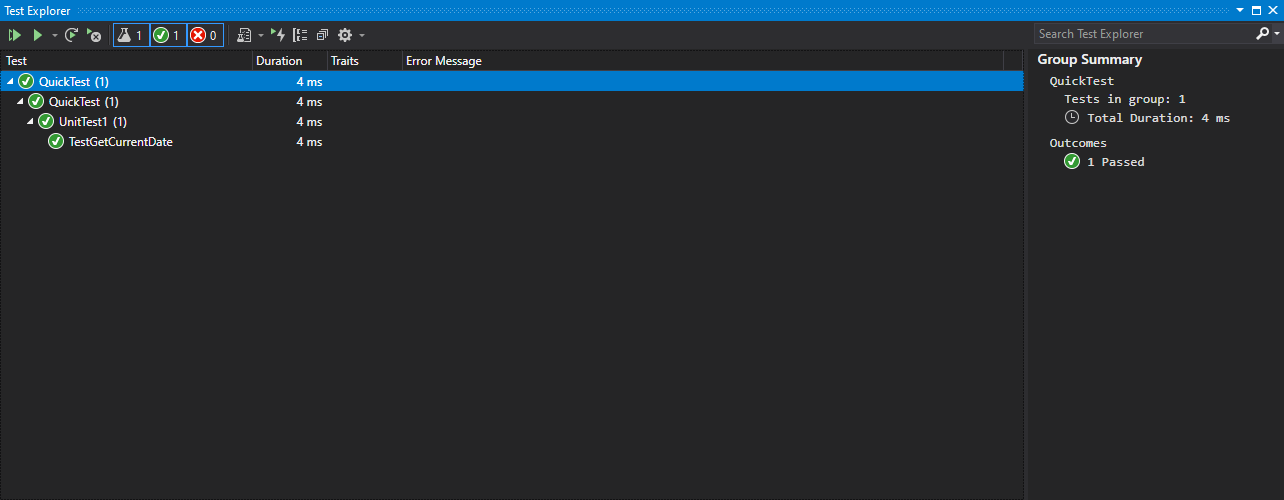 Test Explorer
1 1 0
Search Test Explorer
Test Duration Traits Error Message
QuickTest (1) 4 ms
QuickTest (1) 4 ms
UnitTest1 (1) 4 ms
TestGetCurrentDate 4 ms
Group Summary
QuickTest
Tests in group: 1
Total Duration: 4 ms
Outcomes
1 Passed